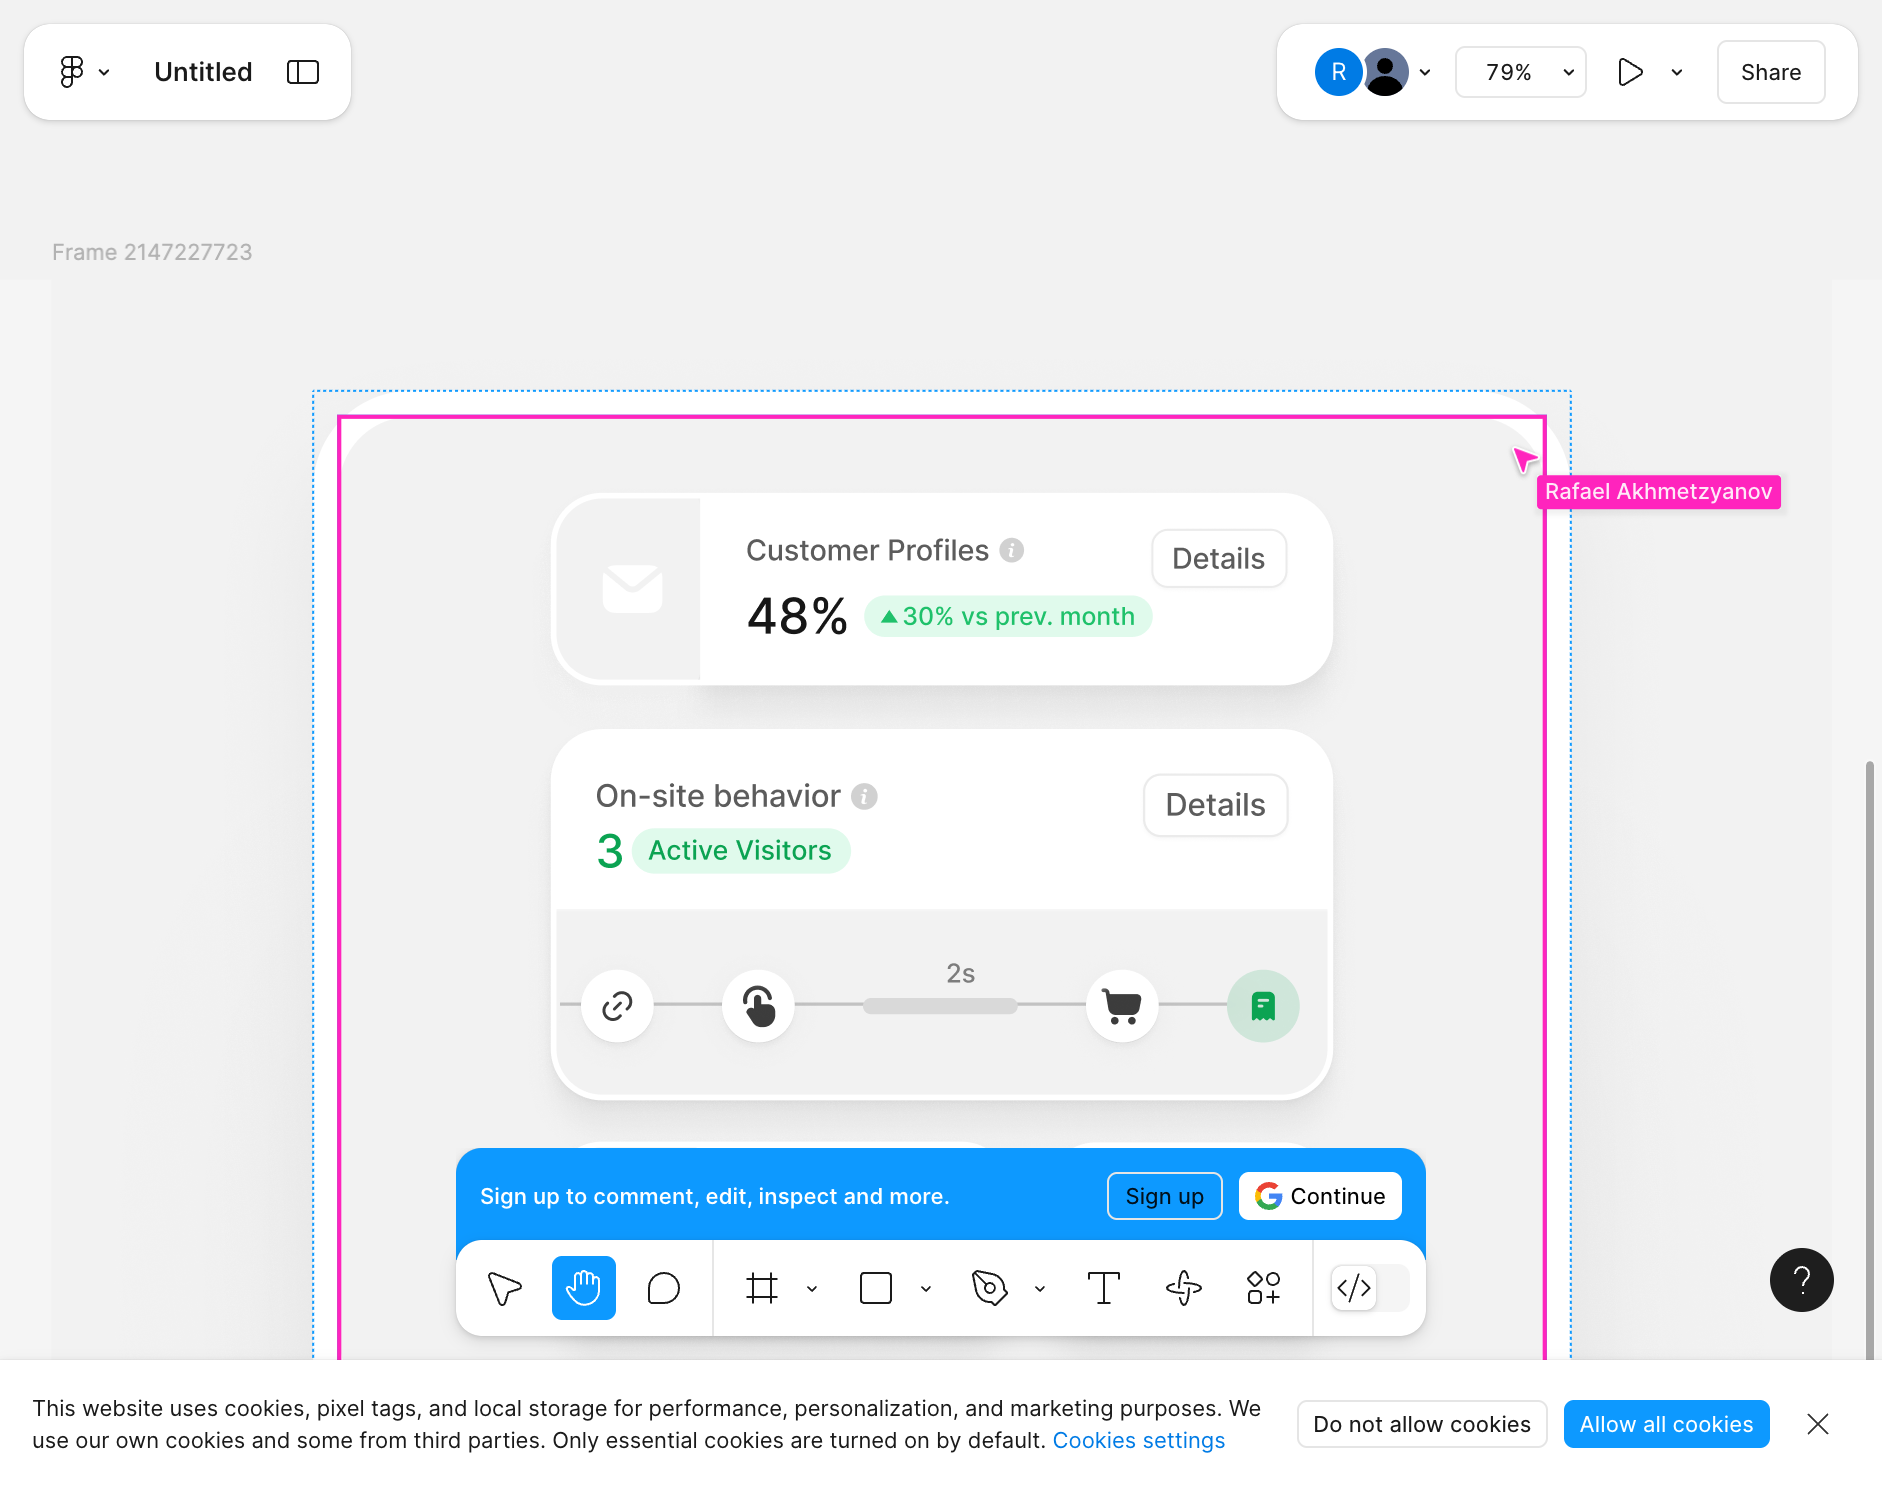 Untitled
R
79%
Share
Frame 2147227723
Rafael Akhmetzyanov
Customer Profiles
Details
48%
30% vs prev. month
On-site behavior
Details
3 Active Visitors
2s
Sign up to comment, edit, inspect and more.
Sign up
Continue
This website uses cookies, pixel tags, and local storage for performance, personalization, and marketing purposes. We
use our own cookies and some from third parties. Only essential cookies are turned on by default. Cookies settings
Do not allow cookies
Allow all cookies